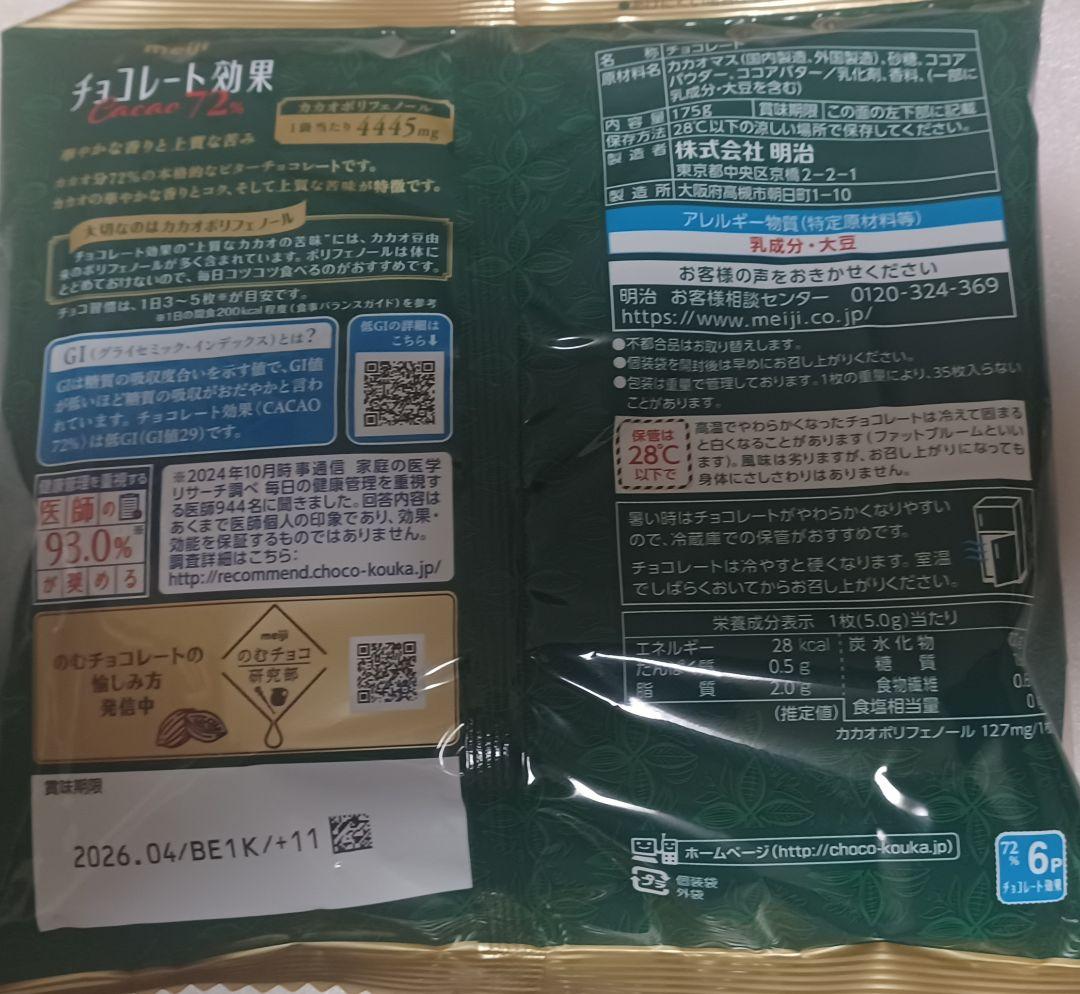 meiji
チョコレート効果
Cacao 72%
カカオポリフェノール
1袋当たり 4445mg
華やかな香りと上質な苦み
カカオ分72%の本格的なビターチョコレートです。
カカオの華やかな香りとコク、そして上質な苦味が特徴です。
大切なのはカカオポリフェノール
チョコレート効果の"上質なカカオの苦味"には、カカオ豆由
来のポリフェノールが多く含まれています。ポリフェノールは体に
とどめておけないので、毎日コツコツ食べるのがおすすめです。
チョコ習慣は、1日3~5枚※が目安です。
※1日の間食200kcal程度(食事バランスガイド)を参考
GI(グライセミック・インデックス)とは?
GIは糖質の吸収度合いを示す値で、GI値
が低いほど糖質の吸収がおだやかと言わ
れています。チョコレート効果〈CACAO
72%〉は低GI(GI値29)です。
低GIの詳細は
こちら↓
健康管理を重視する
医師の
93.0%※
が奨める
※2024年10月時事通信 家庭の医学
リサーチ調べ 毎日の健康管理を重視す
る医師944名に聞きました。回答内容は
あくまで医師個人の印象であり、効果・
効能を保証するものではありません。
調査詳細はこちら:
http://recommend.choco-kouka.jp/
のむチョコレートの
愉しみ方
発信中
meiji
のむチョコ
研究部
賞味期限
2026.04/BE1K/+11
名称 チョコレート
原材料名 カカオマス(国内製造、外国製造)、砂糖、ココア
パウダー、ココアバター/乳化剤、香料、(一部に
乳成分・大豆を含む)
内容量 175g 賞味期限 この面の左下部に記載
保存方法 28℃以下の涼しい場所で保存してください。
製造者 株式会社 明治
東京都中央区京橋2-2-1
製造所 大阪府高槻市朝日町1-10
アレルギー物質(特定原材料等)
乳成分・大豆
お客様の声をおきかせください
明治 お客様相談センター 0120-324-369
https://www.meiji.co.jp/
●不都合品はお取り替えします。
●個装袋を開封後は早めにお召し上がりください。
●包装は重量で管理しております。1枚の重量により、35枚入らない
ことがあります。
保管は
28℃
以下で
高温でやわらかくなったチョコレートは冷えて固まる
と白くなることがあります(ファットブルームといい
ます)。風味は劣りますが、お召し上がりになっても
身体にさしさわりはありません。
暑い時はチョコレートがやわらかくなりやすい
ので、冷蔵庫での保管がおすすめです。
チョコレートは冷やすと硬くなります。室温
でしばらくおいてからお召し上がりください。
栄養成分表示 1枚(5.0g)当たり
エネルギー 28 kcal 炭水化物
たんぱく質 0.5 g 糖質
脂質 2.0 g 食物繊維
(推定値) 食塩相当量
カカオポリフェノール 127mg/1枚
ホームページ(http://choco-kouka.jp)
プラ
個装袋
外袋
72%
6P
チョコレート効果